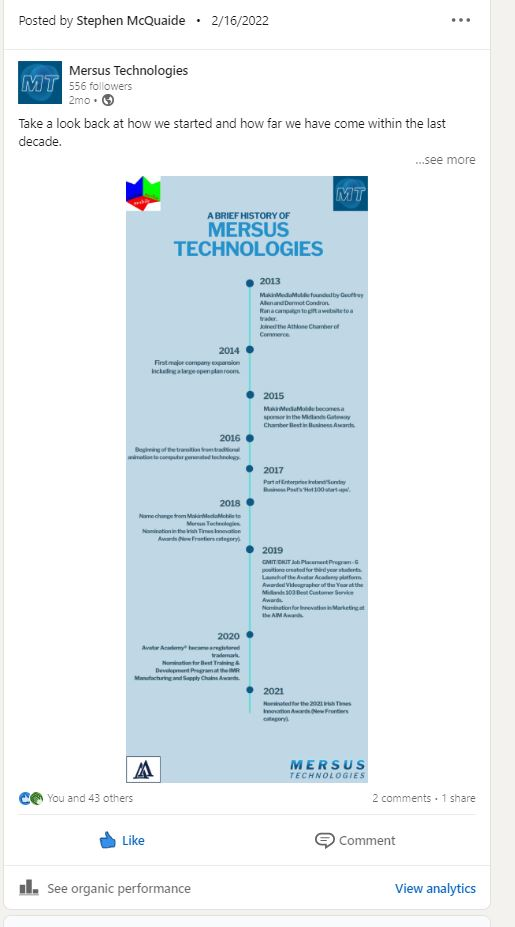 Posted by Stephen McQuaide • 2/16/2022
MT
Mersus Technologies
556 followers
2mo •
Take a look back at how we started and how far we have come within the last
decade.
...see more
MT
A BRIEF HISTORY OF
MERSUS
TECHNOLOGIES
2013
MakinMediaMobile founded by Geoffrey
Allen and Dermot Condron.
Ran a campaign to gift a website to a
trader.
Joined the Athlone Chamber of
Commerce.
2014
First major company expansion
including a large open plan room.
2015
MakinMediaMobile becomes a
sponsor in the Midlands Gateway
Chamber Best in Business Awards.
2016
Beginning of the transition from traditional
animation to computer generated technology.
2017
Part of Enterprise Ireland/Sunday
Business Post's 'Hot 100 start-ups'.
2018
Name change from MakinMediaMobile to
Mersus Technologies.
Nomination in the Irish Times Innovation
Awards (New Frontiers category).
2019
GMIT/DKIT Job Placement Program - 6
positions created for third year students.
Launch of the Avatar Academy platform.
Awarded Videographer of the Year at the
Midlands 103 Best Customer Service
Awards.
Nomination for Innovation in Marketing at
the AIM Awards.
2020
Avatar Academy® became a registered
trademark.
Nomination for Best Training &
Development Program at the IMR
Manufacturing and Supply Chains Awards.
2021
Nominated for the 2021 Irish Times
Innovation Awards (New Frontiers
category).
MERSUS
TECHNOLOGIES
You and 43 others
2 comments • 1 share
Like
Comment
See organic performance
View analytics